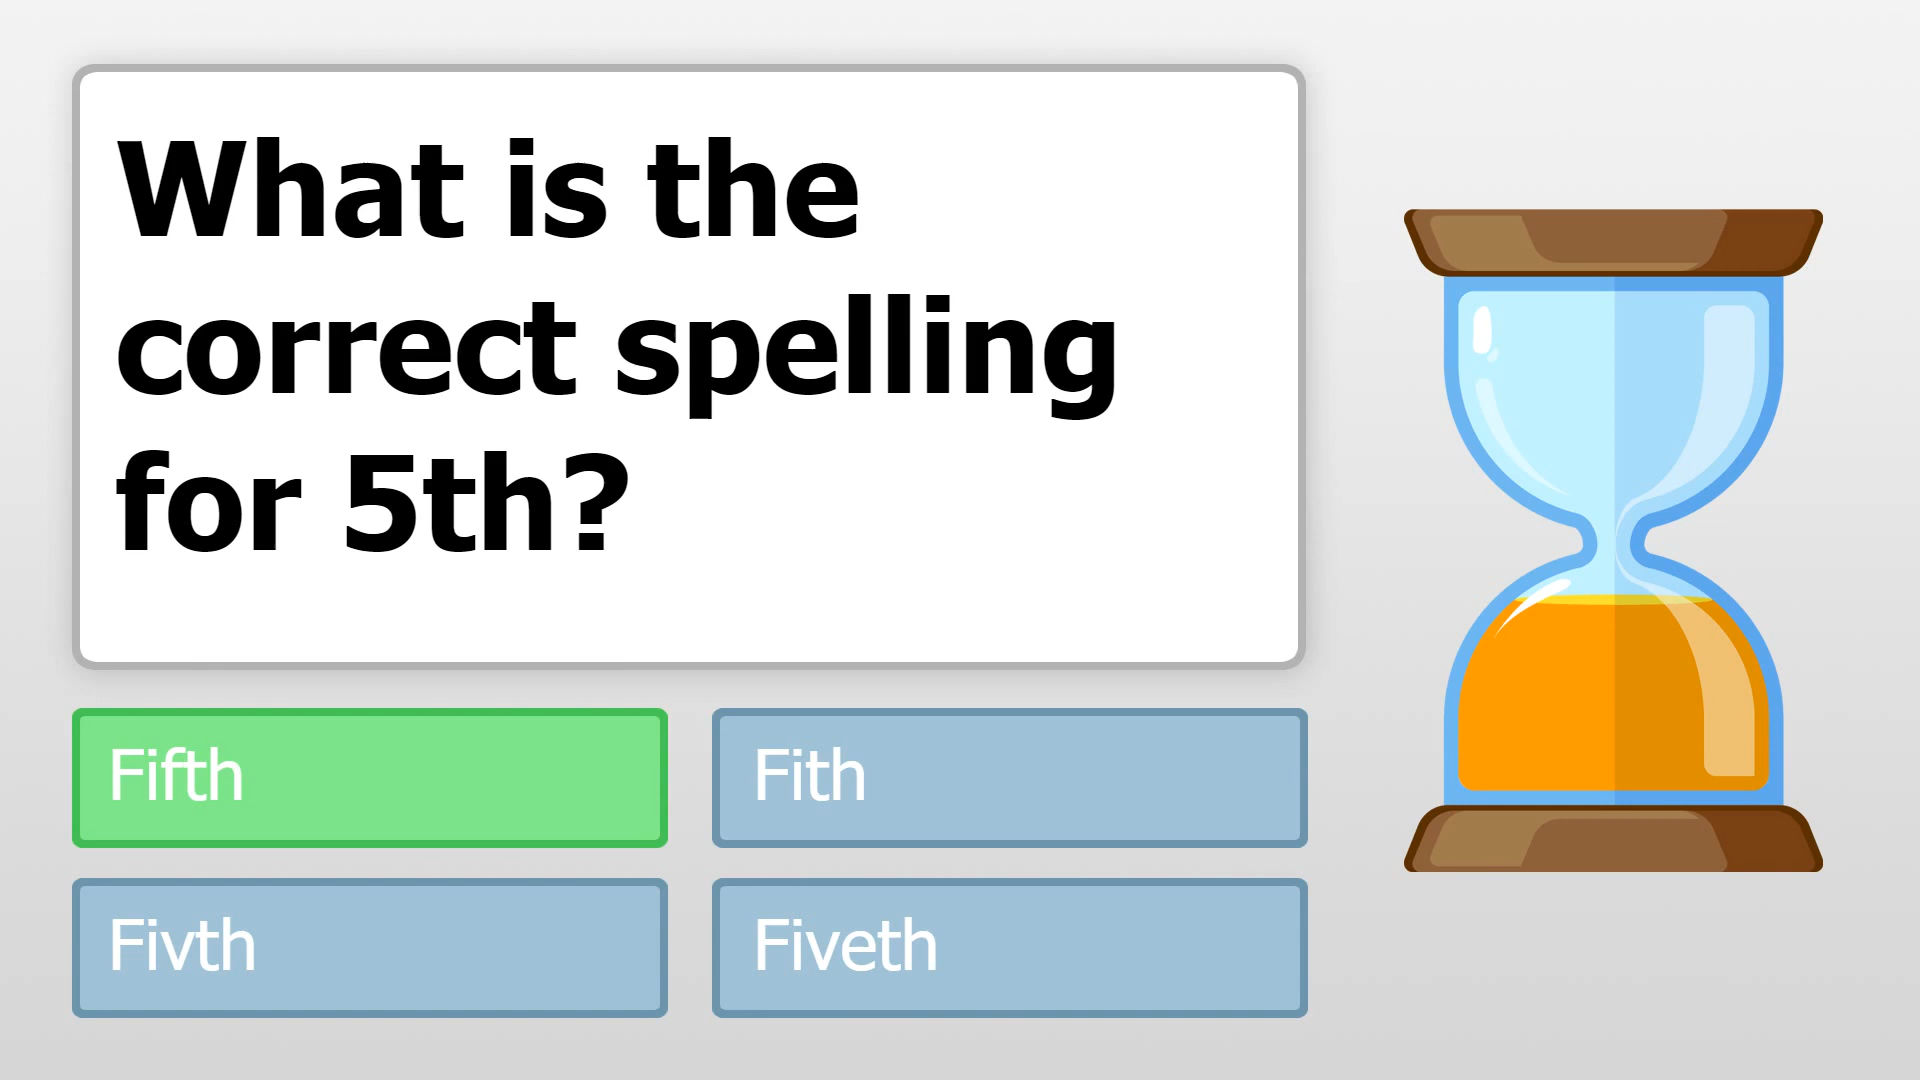 What is the
correct spelling
for 5th?
Fifth
Fith
Fivth
Fiveth